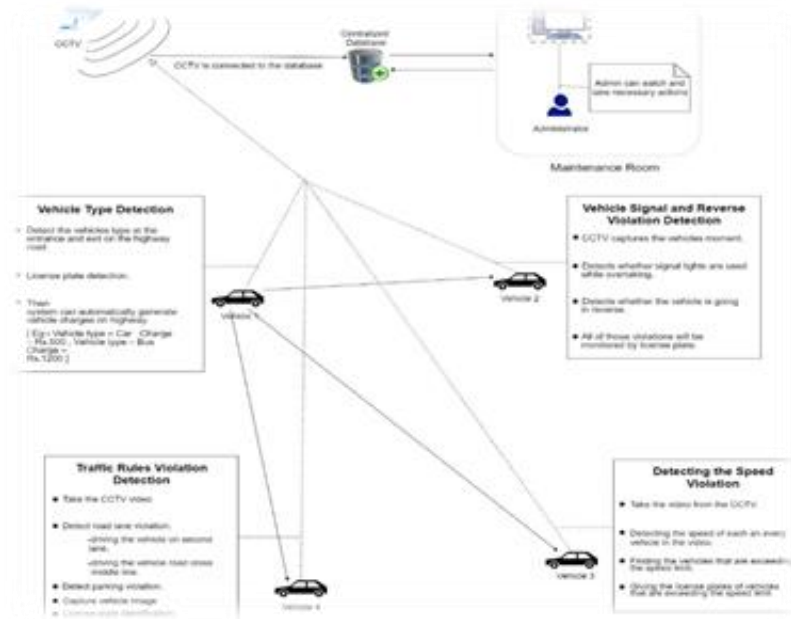 CCTV
Centralized
Database
CCTV is connected to the database
Admin can watch and
take necessary actions
Administrator
Maintenance Room
Vehicle Type Detection
Detect the vehicles type at the
entrance and exit on the highway
road
License plate detection.
Then
system can automatically generate
vehicle charges on highway
[ Eg:- Vehicle type = Car Charge
= Rs.500 , Vehicle type = Bus
Charge =
Rs.1200 ]
Vehicle 1
Vehicle Signal and Reverse
Violation Detection
CCTV captures the vehicles moment.
Detects whether signal lights are used
while overtaking.
Detects whether the vehicle is going
in reverse.
All of those violations will be
monitored by license plate.
Vehicle 2
Traffic Rules Violation
Detection
Take the CCTV video
Detect road lane violation.
-driving the vehicle on second
lane.
-driving the vehicle road cross
middle line.
Detect parking violation.
Capture vehicle image
License plate identification
Vehicle 4
Detecting the Speed
Violation
Take the video from the CCTV
Detecting the speed of each an every
vehicle in the video.
Finding the vehicles that are exceeding
the speed limit.
Giving the license plates of vehicles
that are exceeding the speed limit
Vehicle 3